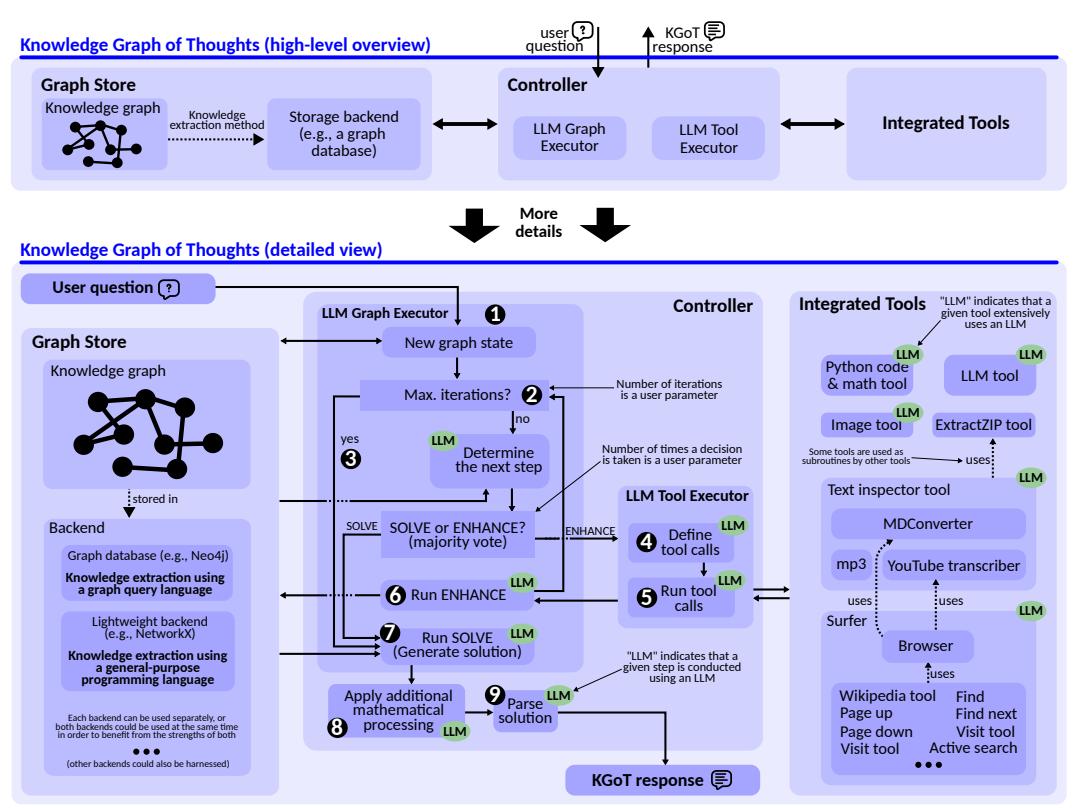 user
question
KGoT
response
Knowledge Graph of Thoughts (high-level overview)
Graph Store
Knowledge graph
Knowledge
extraction method
Storage backend
(e.g., a graph
database)
Controller
LLM Graph
Executor
LLM Tool
Executor
Integrated Tools
More
details
Knowledge Graph of Thoughts (detailed view)
User question
Graph Store
Knowledge graph
stored in
Backend
Graph database (e.g., Neo4j)
Knowledge extraction using
a graph query language
Lightweight backend
(e.g., NetworkX)
Knowledge extraction using
a general-purpose
programming language
Each backend can be used separately, or
both backends could be used at the same time
in order to benefit from the strengths of both
(other backends could also be harnessed)
Controller
LLM Graph Executor
1
New graph state
Max. iterations? 2
Number of iterations
is a user parameter
no
yes
3
LLM
Determine
the next step
Number of times a decision
is taken is a user parameter
SOLVE
SOLVE or ENHANCE?
(majority vote)
ENHANCE
LLM Tool Executor
LLM
4 Define
tool calls
LLM
5 Run tool
calls
LLM
6 Run ENHANCE
7 Run SOLVE
(Generate solution)
LLM
"LLM" indicates that a
given step is conducted
using an LLM
Apply additional
mathematical
processing
8
LLM
9 Parse
solution
LLM
KGoT response
Integrated Tools
"LLM" indicates that a
given tool extensively
uses an LLM
LLM
Python code
& math tool
LLM
LLM tool
LLM
Image tool
ExtractZIP tool
Some tools are used as
subroutines by other tools
uses
LLM
Text inspector tool
MDConverter
mp3
YouTube transcriber
uses
uses
LLM
Surfer
Browser
uses
Wikipedia tool Find
Page up Find next
Page down Visit tool
Visit tool Active search